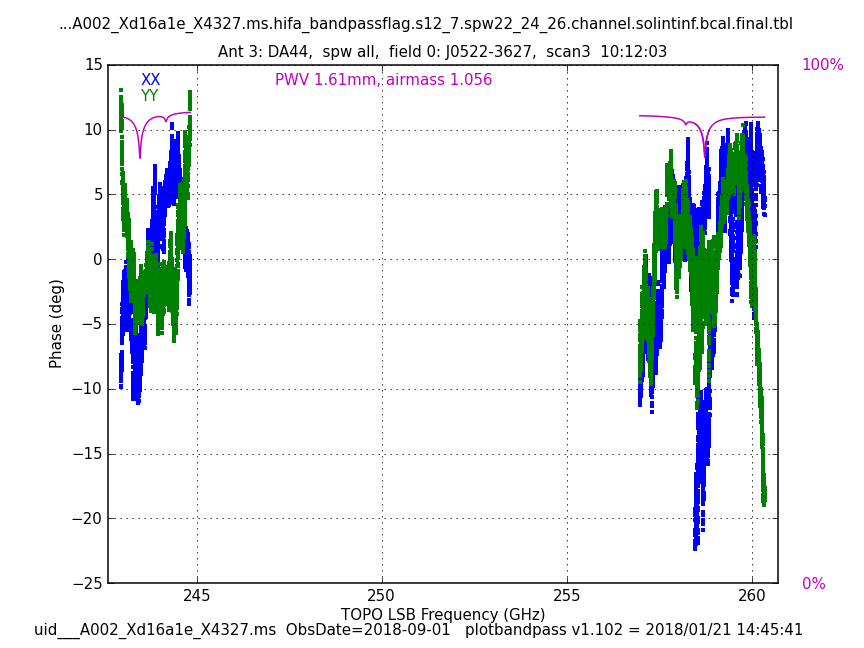 ...A002_Xd16a1e_X4327.ms.hifa_bandpassflag.s12_7.spw22_24_26.channel.solintinf.bcal.final.tbl
Ant 3: DA44,  spw all,  field 0: J0522-3627,  scan3  10:12:03
XX
YY
PWV 1.61mm, airmass 1.056
100%
0%
15
10
5
0
−5
−10
−15
−20
−25
Phase (deg)
245
250
255
260
TOPO LSB Frequency (GHz)
uid___A002_Xd16a1e_X4327.ms  ObsDate=2018-09-01   plotbandpass v1.102 = 2018/01/21 14:45:41